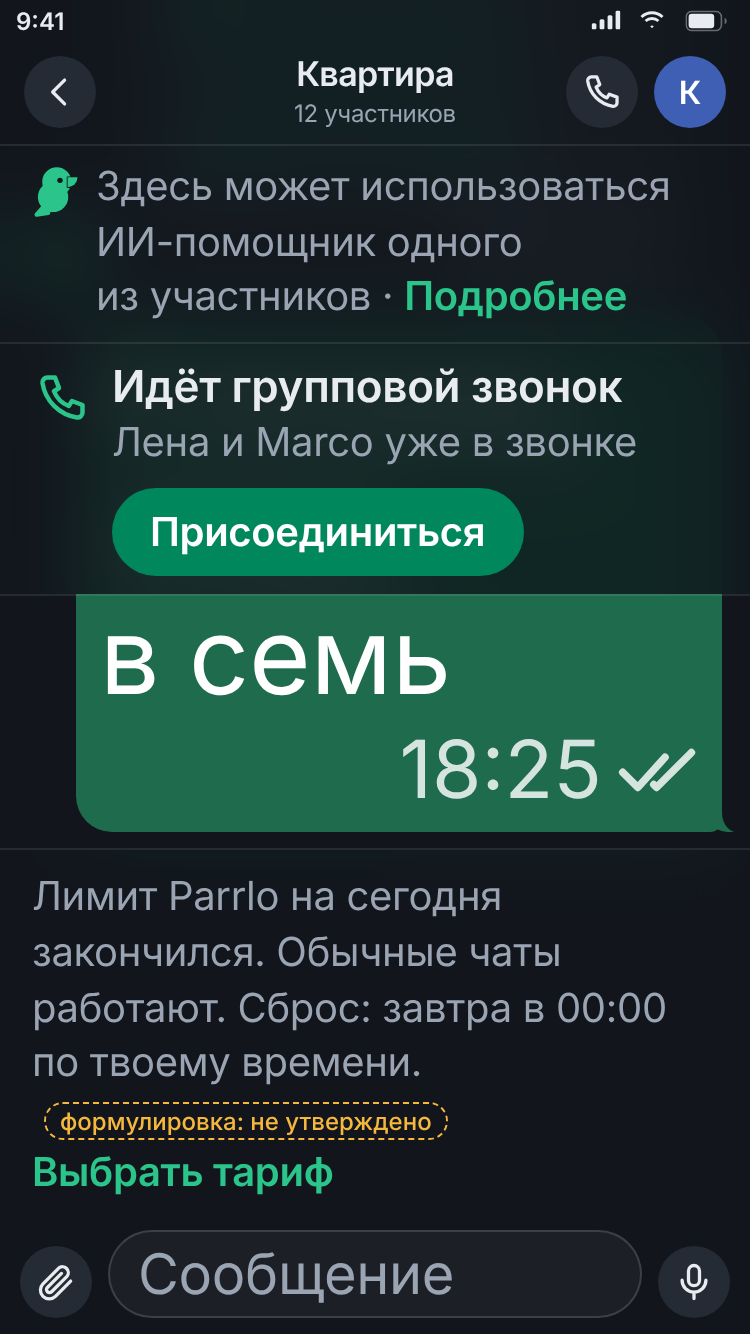 9:41
Квартира
12 участников
К
Здесь может использоваться
ИИ-помощник одного
из участников · Подробнее
Идёт групповой звонок
Лена и Marco уже в звонке
Присоединиться
в семь
18:25
Лимит Parrlo на сегодня
закончился. Обычные чаты
работают. Сброс: завтра в 00:00
по твоему времени.
формулировка: не утверждено
Выбрать тариф
Сообщение